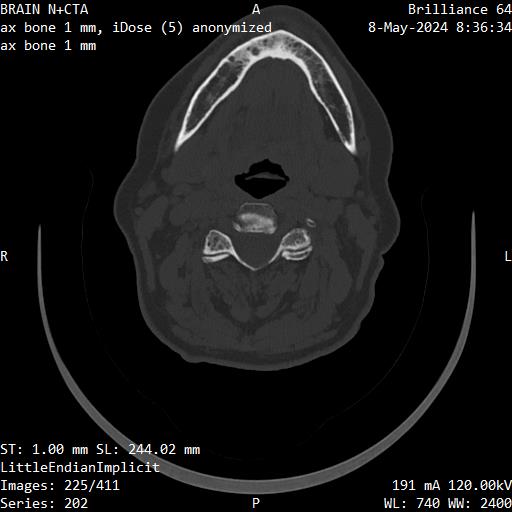 BRAIN N+CTA
A
Brilliance 64
ax bone 1 mm, iDose (5) anonymized
8-May-2024 8:36:34
ax bone 1 mm
R
L
ST: 1.00 mm SL: 244.02 mm
LittleEndianImplicit
Images: 225/411
191 mA 120.00kV
Series: 202
P
WL: 740 WW: 2400